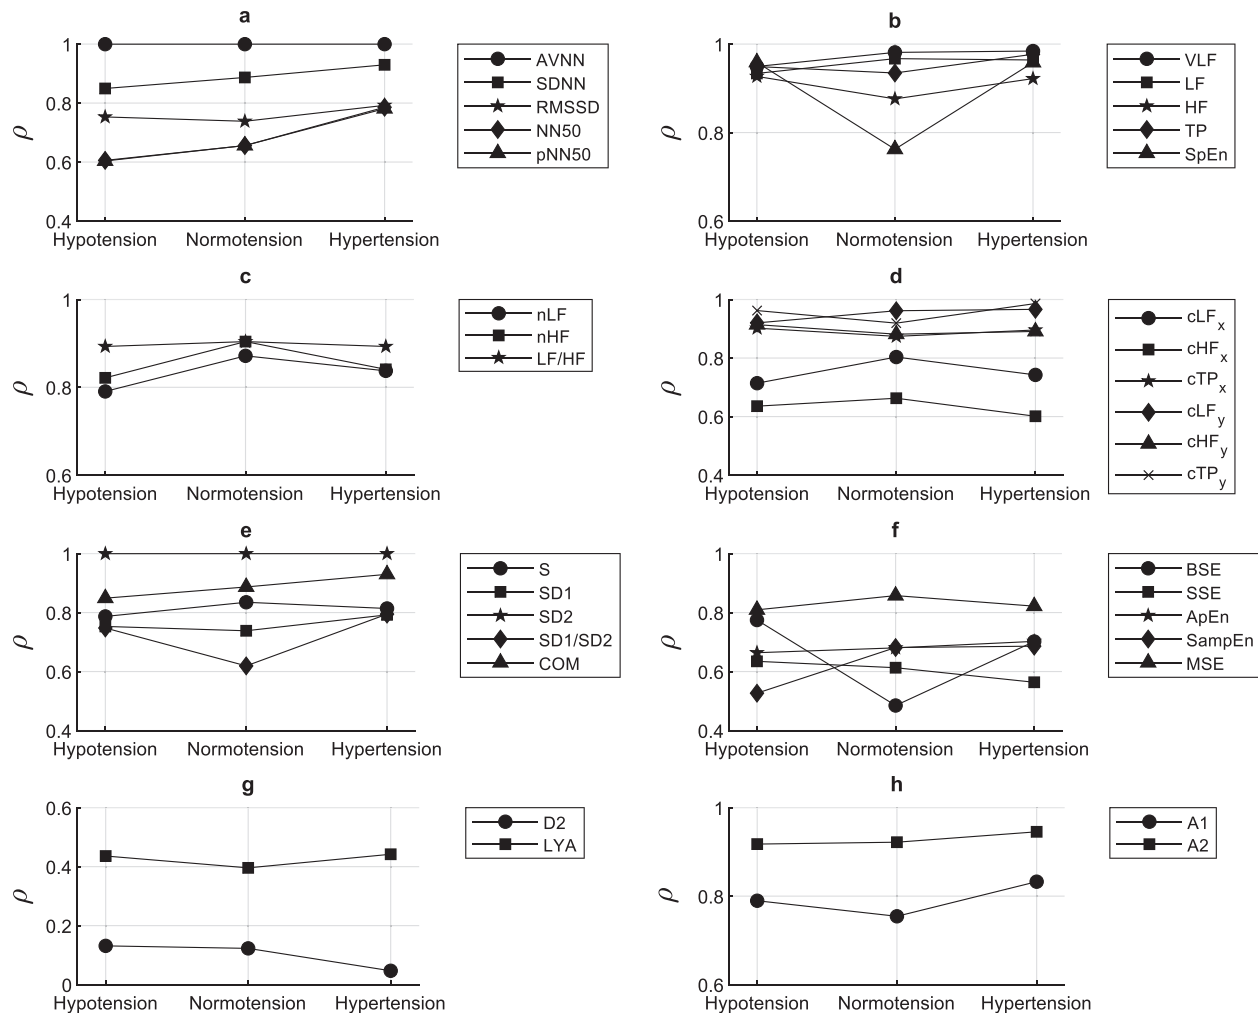 a
ρ
1
0.8
0.6
0.4
Hypotension Normotension Hypertension
AVNN
SDNN
RMSSD
NN50
pNN50
b
ρ
1
0.8
0.6
Hypotension Normotension Hypertension
VLF
LF
HF
TP
SpEn
c
ρ
1
0.8
0.6
Hypotension Normotension Hypertension
nLF
nHF
LF/HF
d
ρ
1
0.8
0.6
0.4
Hypotension Normotension Hypertension
cLFx
cHFx
cTPx
cLFy
cHFy
cTPy
e
ρ
1
0.8
0.6
0.4
Hypotension Normotension Hypertension
S
SD1
SD2
SD1/SD2
COM
f
ρ
1
0.8
0.6
0.4
Hypotension Normotension Hypertension
BSE
SSE
ApEn
SampEn
MSE
g
ρ
0.6
0.4
0.2
0
Hypotension Normotension Hypertension
D2
LYA
h
ρ
1
0.8
0.6
Hypotension Normotension Hypertension
A1
A2